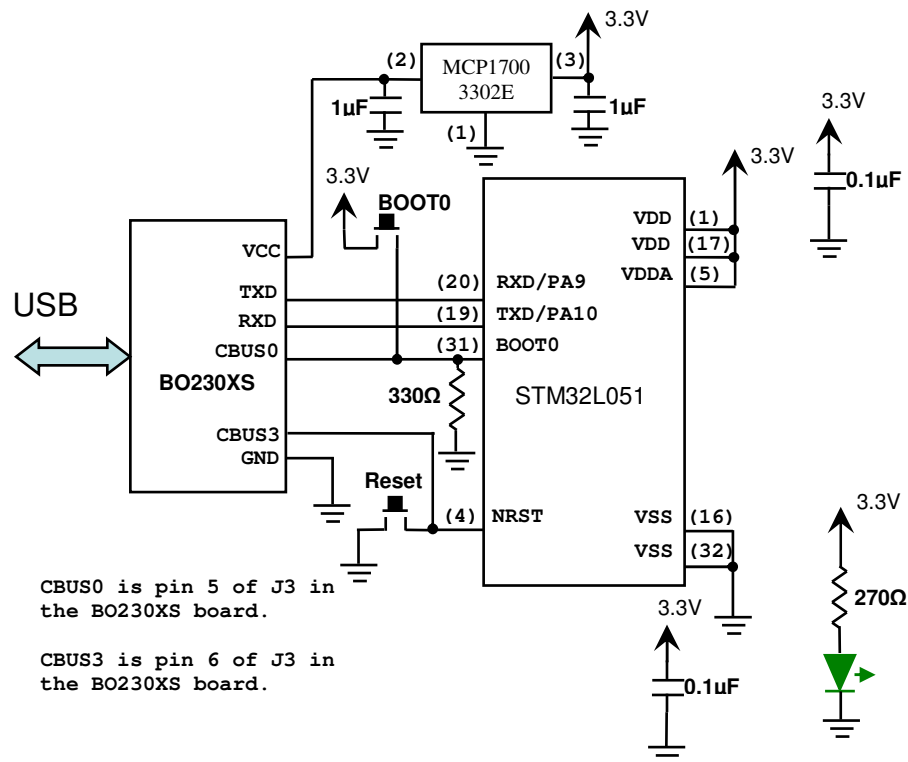 3.3V
(2)
MCP1700
3302E
(3)
1µF
(1)
1µF
3.3V
0.1µF
3.3V
3.3V
BOOT0
VCC
TXD
RXD
CBUS0
BO230XS
CBUS3
GND
USB
(20)
(19)
(31)
RXD/PA9
TXD/PA10
BOOT0
STM32L051
VDD
VDD
VDDA
(1)
(17)
(5)
330Ω
Reset
(4)
NRST
VSS
VSS
(16)
(32)
3.3V
270Ω
3.3V
0.1µF
CBUS0 is pin 5 of J3 in
the BO230XS board.
CBUS3 is pin 6 of J3 in
the BO230XS board.